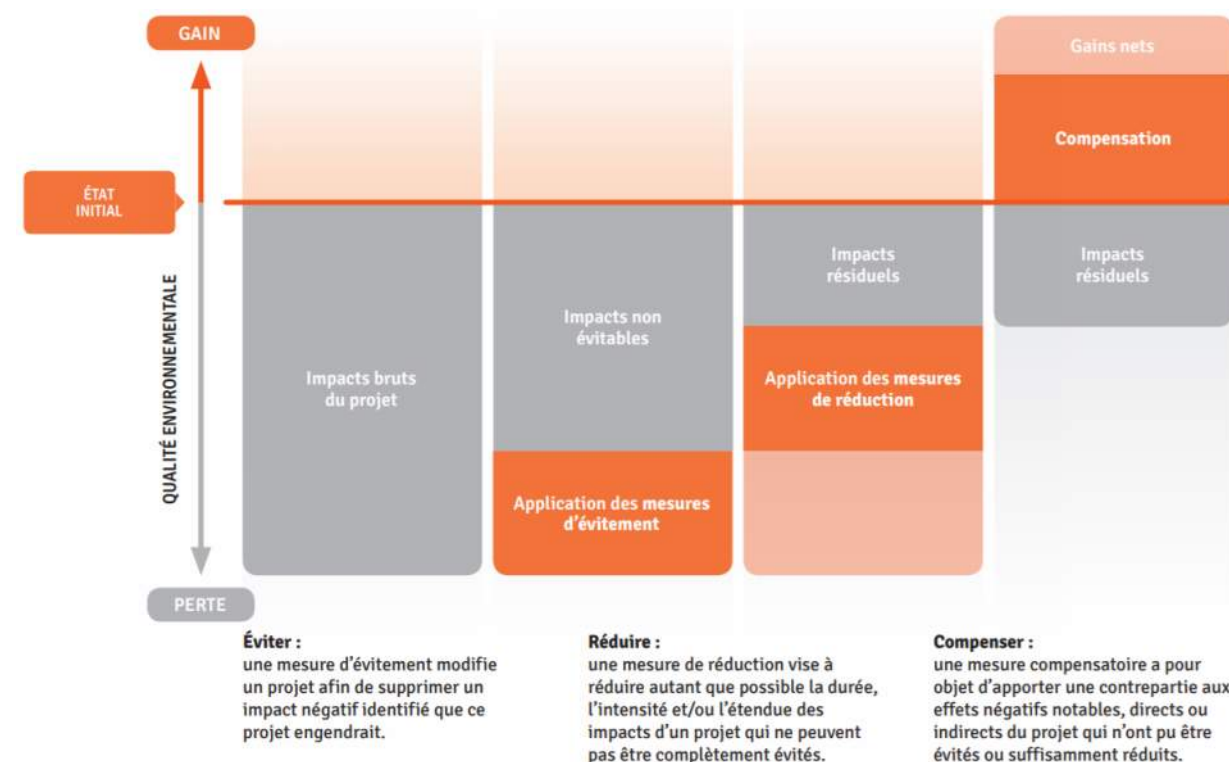 GAIN
Gains nets
Compensation
ÉTAT
INITIAL
QUALITÉ ENVIRONNEMENTALE
Impacts bruts
du projet
Impacts non
évitables
Application des mesures
d’évitement
Impacts
résiduels
Application des mesures
de réduction
Impacts
résiduels
PERTE
Éviter :
une mesure d’évitement modifie
un projet afin de supprimer un
impact négatif identifié que ce
projet engendrait.
Réduire :
une mesure de réduction vise à
réduire autant que possible la durée,
l’intensité et/ou l’étendue des
impacts d’un projet qui ne peuvent
pas être complètement évités.
Compenser :
une mesure compensatoire a pour
objet d’apporter une contrepartie aux
effets négatifs notables, directs ou
indirects du projet qui n’ont pu être
évités ou suffisamment réduits.